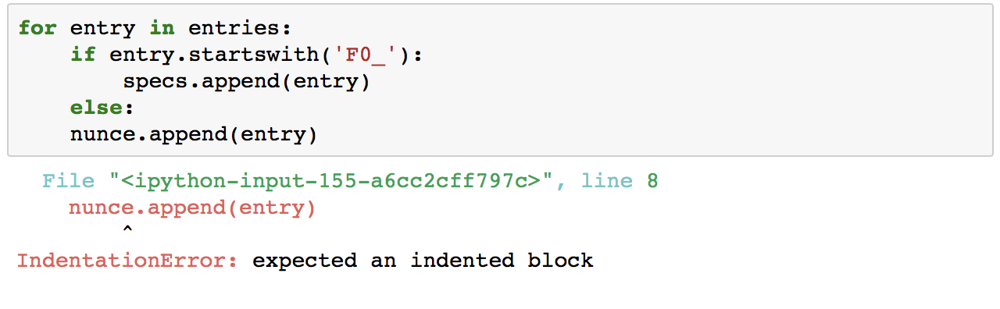 for entry in entries:
    if entry.startswith('F0_'):
        specs.append(entry)
    else:
    nunce.append(entry)
File "<ipython-input-155-a6cc2cff797c>", line 8
    nunce.append(entry)
        ^
IndentationError: expected an indented block